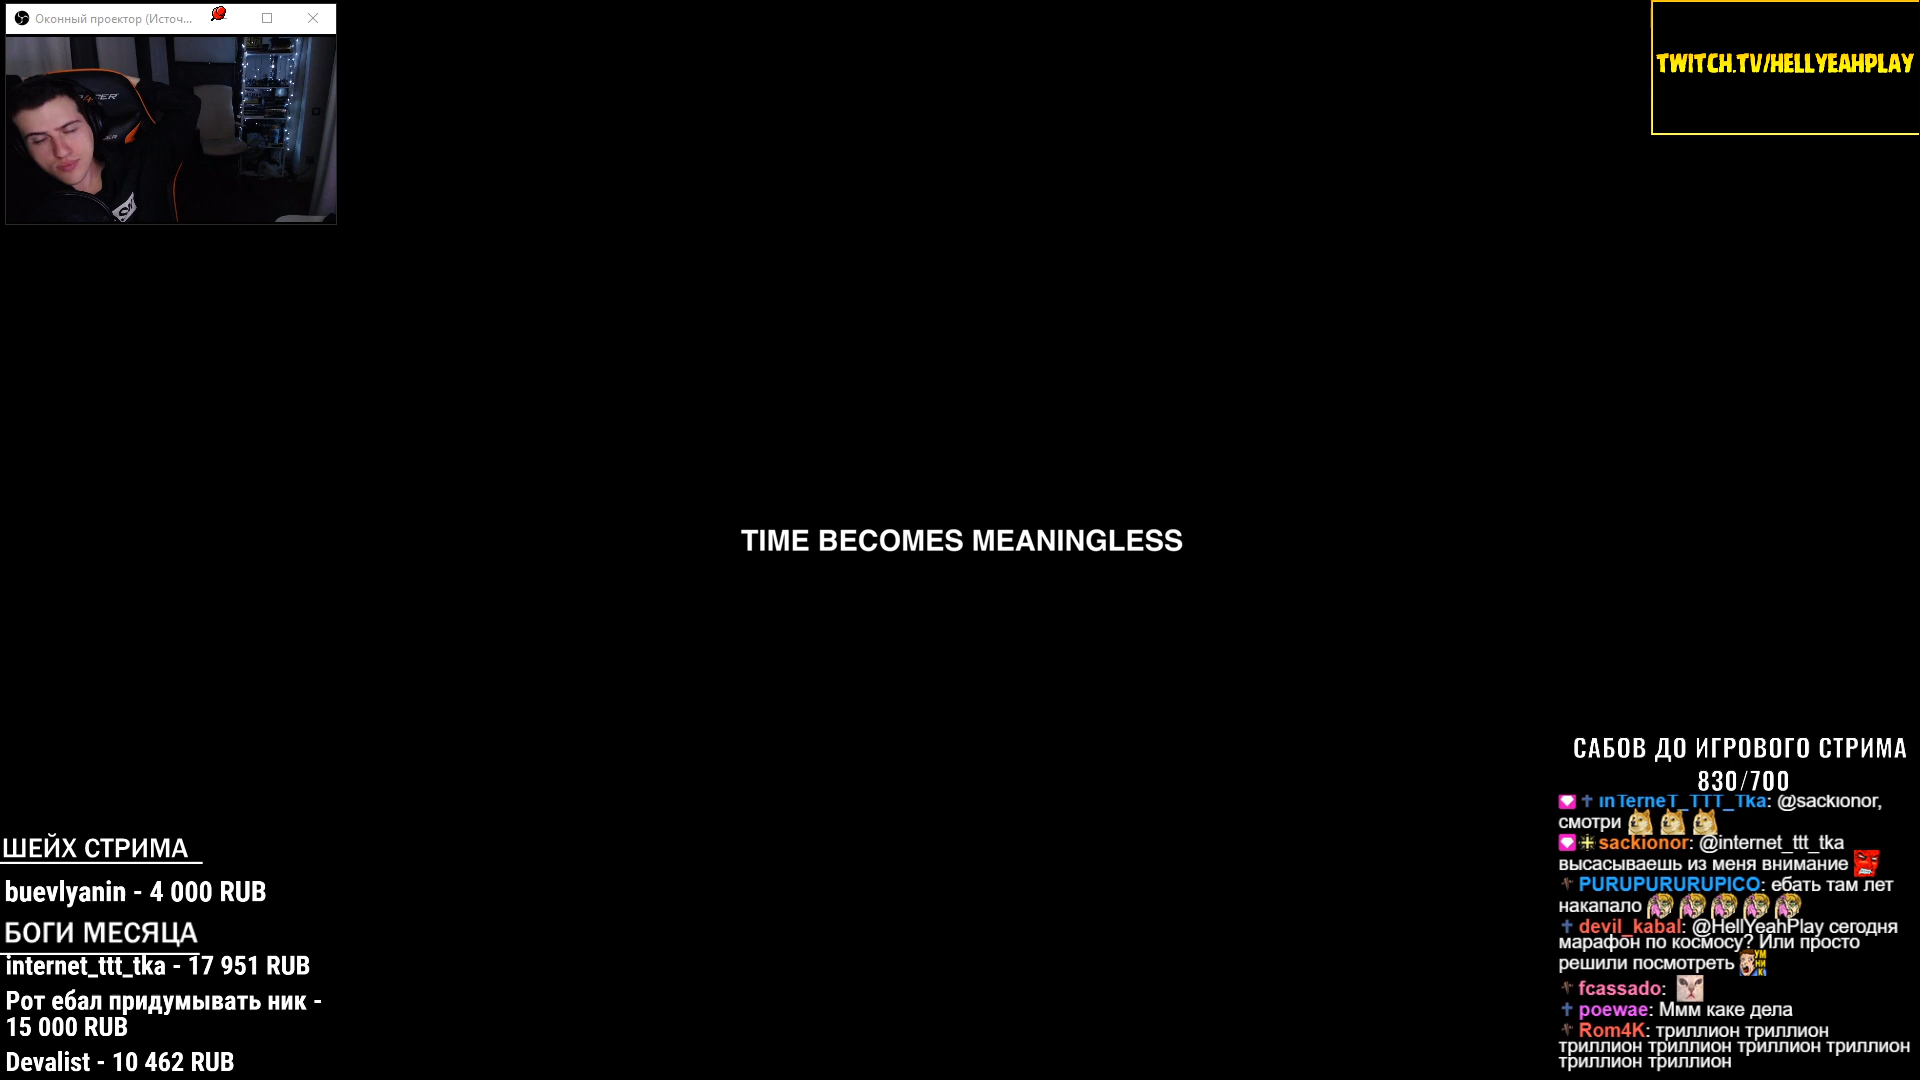 Оконный проектор (Источ...
TWITCH.TV/HELLYEAHPLAY
TIME BECOMES MEANINGLESS
САБОВ ДО ИГРОВОГО СТРИМА
830/700
inTerneT_TTT_Tka: @sackionor,
смотри
sackionor: @internet_ttt_tka
высасываешь из меня внимание
PURUPURURUPICO: ебать там лет
накапало
devil_kabal: @HellYeahPlay сегодня
марафон по космосу? Или просто
решили посмотреть
fcassado:
poewae: Ммм каке дела
Rom4K: триллион триллион
триллион триллион триллион триллион
триллион триллион
ШЕЙХ СТРИМА
buevlyanin - 4 000 RUB
БОГИ МЕСЯЦА
internet_ttt_tka - 17 951 RUB
Рот ебал придумывать ник -
15 000 RUB
Devalist - 10 462 RUB